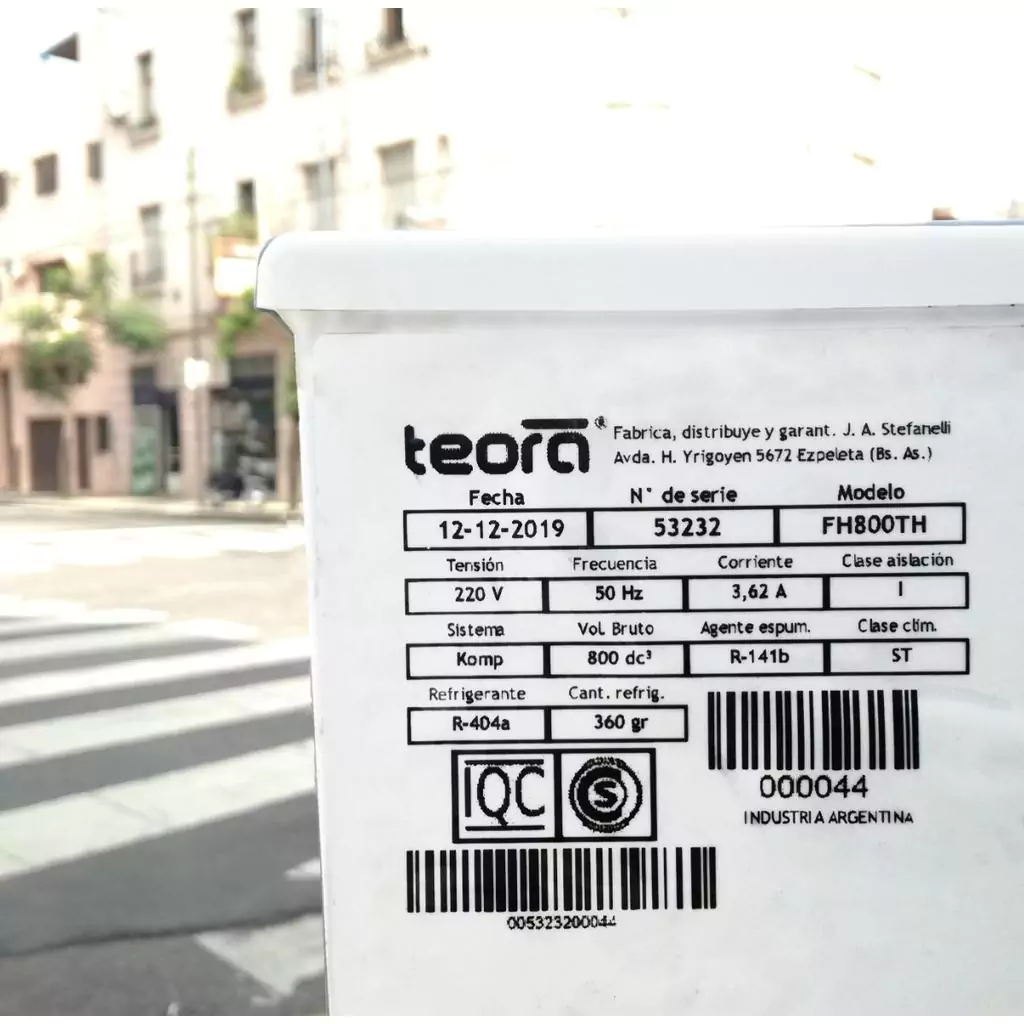 teora® Fabrica, distribuye y garant. J. A. Stefanelli
Avda. H. Yrigoyen 5672 Ezpeleta (Bs. As.)
Fecha N° de serie Modelo
12-12-2019 53232 FH800TH
Tensión Frecuencia Corriente Clase aislación
220 V 50 Hz 3,62 A I
Sistema Vol. Bruto Agente espum. Clase clim.
Komp 800 dc³ R-141b ST
Refrigerante Cant. refrig.
R-404a 360 gr
IQC S
000044
INDUSTRIA ARGENTINA
005323200044